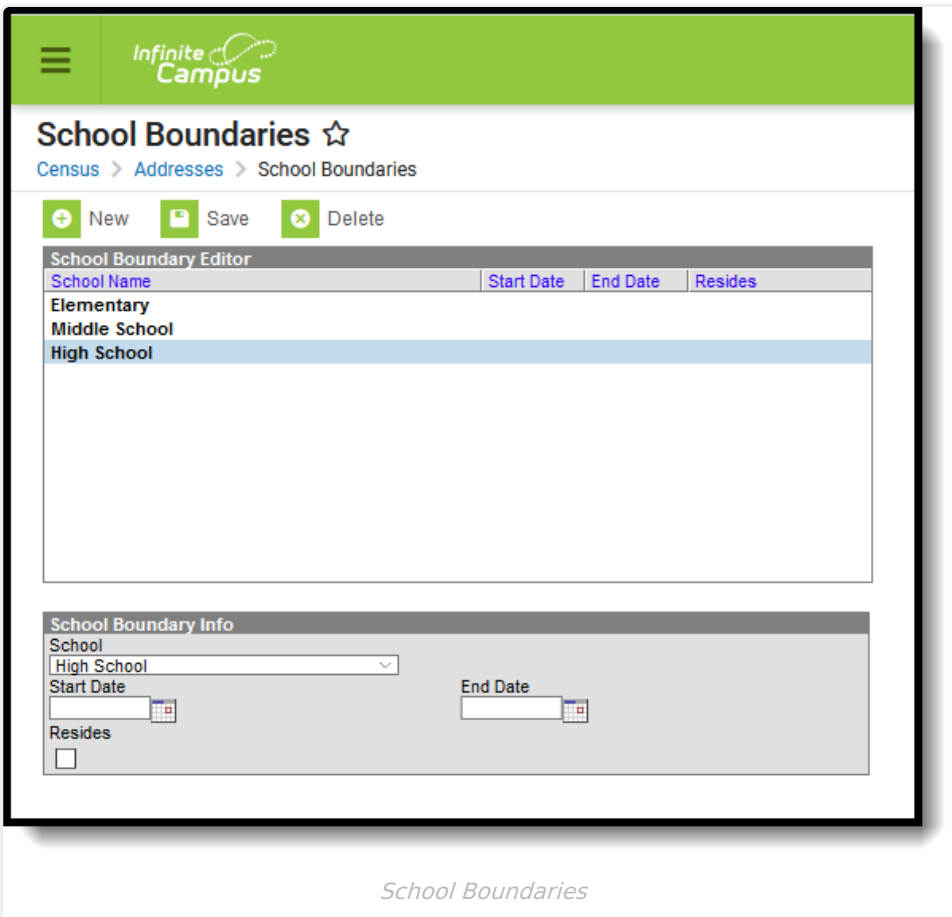 Infinite
Campus
School Boundaries
Census > Addresses > School Boundaries
New Save Delete
School Boundary Editor
School Name Start Date End Date Resides
Elementary
Middle School
High School
School Boundary Info
School
High School
Start Date End Date
Resides
School Boundaries